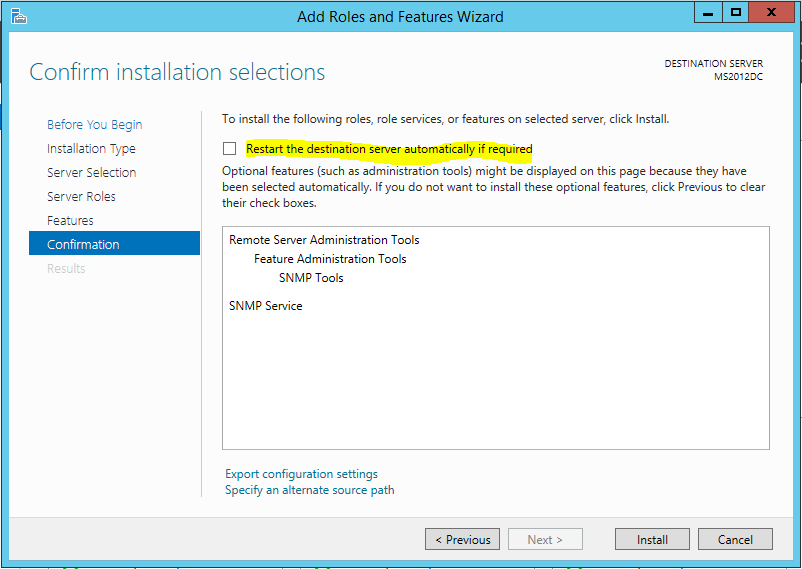 Add Roles and Features Wizard
Confirm installation selections
DESTINATION SERVER
MS2012DC
Before You Begin
Installation Type
Server Selection
Server Roles
Features
Confirmation
Results
To install the following roles, role services, or features on selected server, click Install.
Restart the destination server automatically if required
Optional features (such as administration tools) might be displayed on this page because they have
been selected automatically. If you do not want to install these optional features, click Previous to clear
their check boxes.
Remote Server Administration Tools
Feature Administration Tools
SNMP Tools
SNMP Service
Export configuration settings
Specify an alternate source path
< Previous
Next >
Install
Cancel